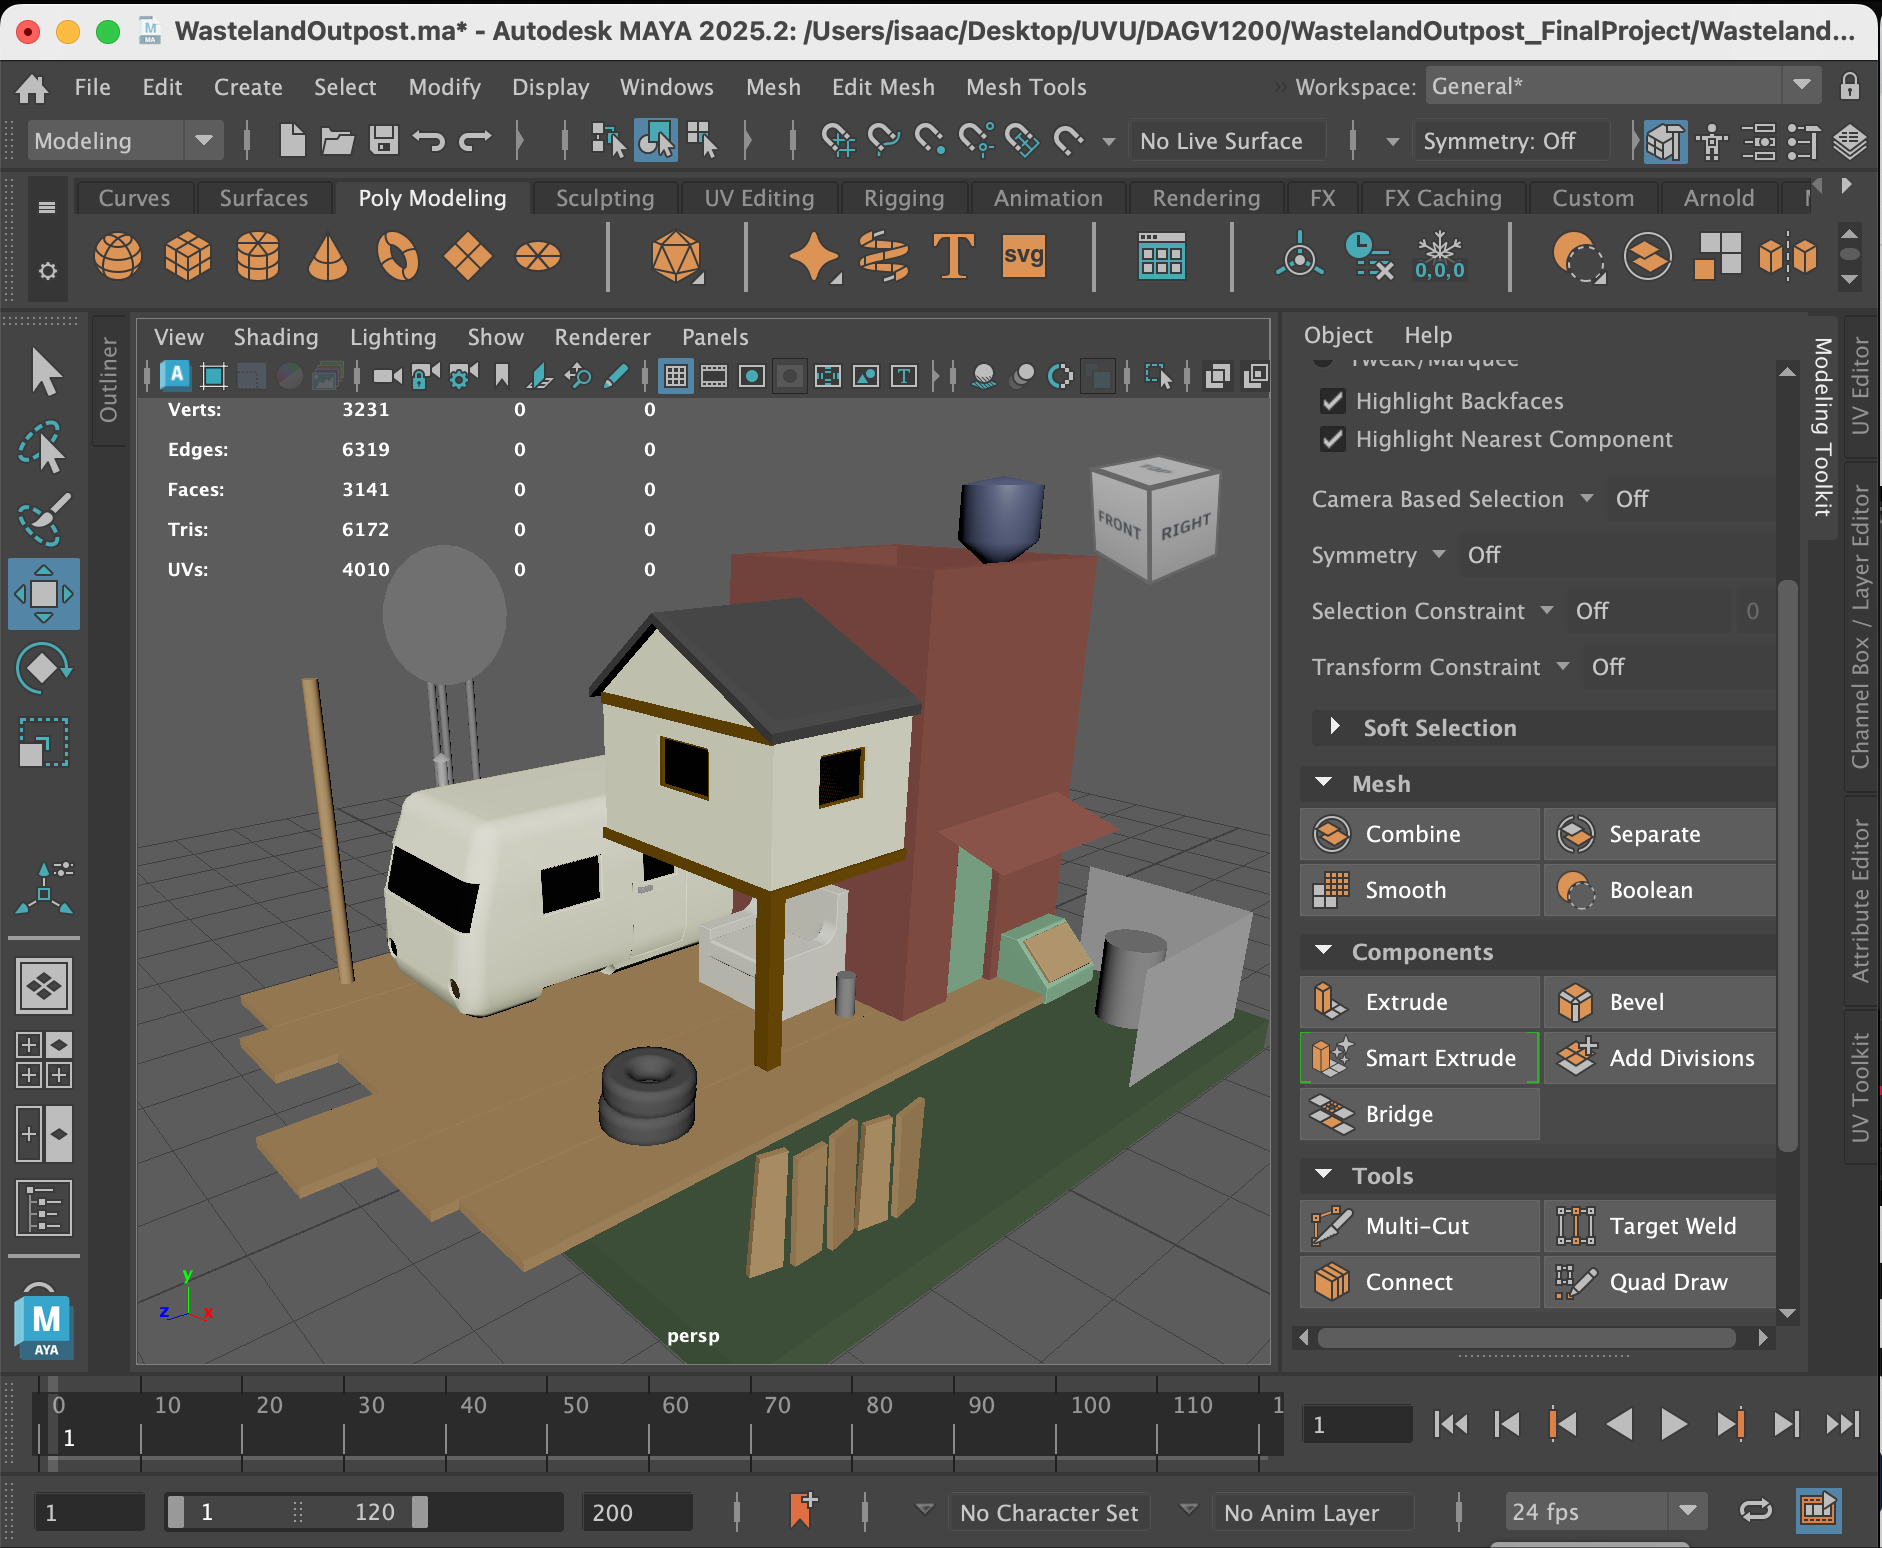 WastelandOutpost.ma* - Autodesk MAYA 2025.2: /Users/isaac/Desktop/UVU/DAGV1200/WastelandOutpost_FinalProject/Wasteland...
File Edit Create Select Modify Display Windows Mesh Edit Mesh Mesh Tools Workspace: General*
Modeling No Live Surface Symmetry: Off
Curves Surfaces Poly Modeling Sculpting UV Editing Rigging Animation Rendering FX FX Caching Custom Arnold
T svg 0,0,0
Outliner
View Shading Lighting Show Renderer Panels
Verts: 3231 0 0
Edges: 6319 0 0
Faces: 3141 0 0
Tris: 6172 0 0
UVs: 4010 0 0
TOP
FRONT RIGHT
y
z x
persp
Object Help
Tweak/Marquee
Highlight Backfaces
Highlight Nearest Component
Camera Based Selection Off
Symmetry Off
Selection Constraint Off 0
Transform Constraint Off
Soft Selection
Mesh
Combine Separate
Smooth Boolean
Components
Extrude Bevel
Smart Extrude Add Divisions
Bridge
Tools
Multi-Cut Target Weld
Connect Quad Draw
Modeling Toolkit
UV Editor
Channel Box / Layer Editor
Attribute Editor
UV Toolkit
M
AYA
0 10 20 30 40 50 60 70 80 90 100 110 1
1
1
1 1 120 200 No Character Set No Anim Layer 24 fps